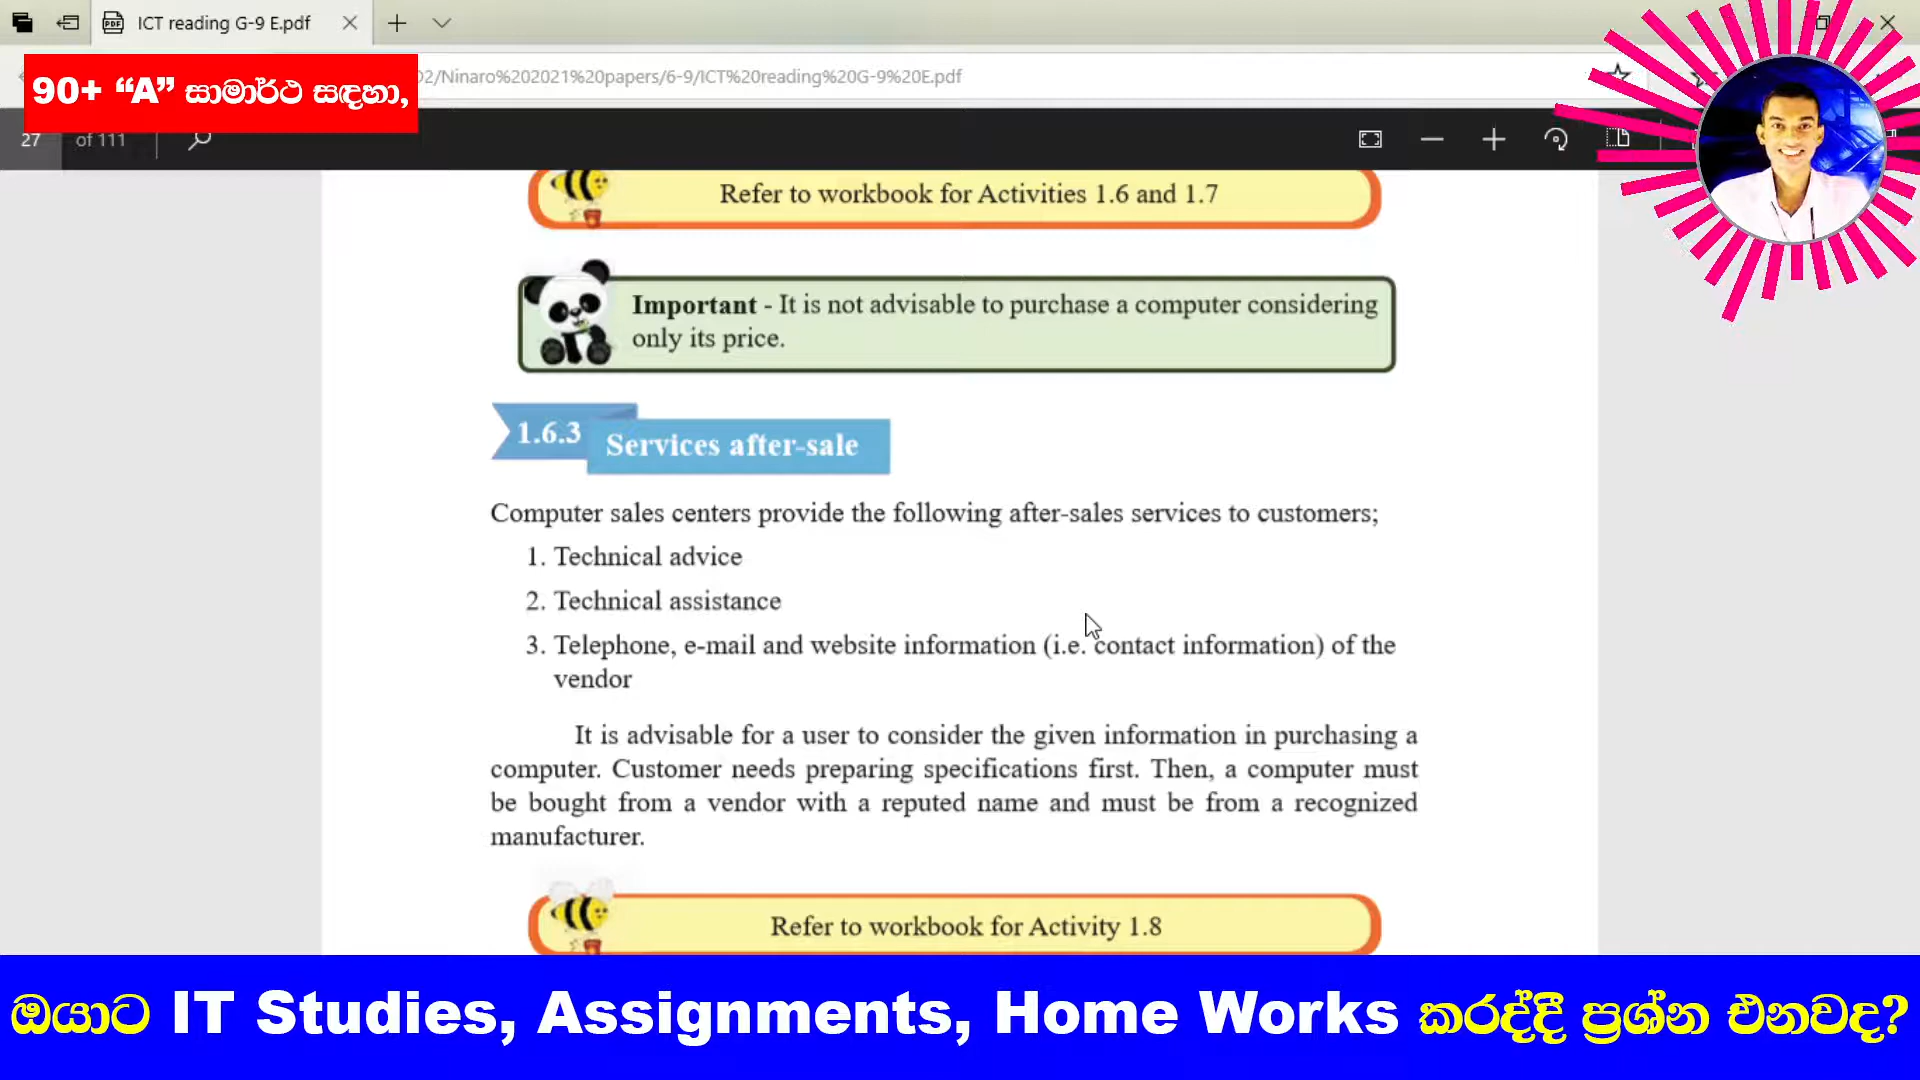 ICT reading G-9 E.pdf
90+ “A” සාමාර්ථ සඳහා,
D2/Ninaro%202021%20papers/6-9/ICT%20reading%20G-9%20E.pdf
27 of 111
Refer to workbook for Activities 1.6 and 1.7
Important - It is not advisable to purchase a computer considering
only its price.
1.6.3 Services after-sale
Computer sales centers provide the following after-sales services to customers;
1. Technical advice
2. Technical assistance
3. Telephone, e-mail and website information (i.e. contact information) of the
vendor
It is advisable for a user to consider the given information in purchasing a
computer. Customer needs preparing specifications first. Then, a computer must
be bought from a vendor with a reputed name and must be from a recognized
manufacturer.
Refer to workbook for Activity 1.8
ඔයාට IT Studies, Assignments, Home Works කරද්දී ප්‍රශ්න එනවද?